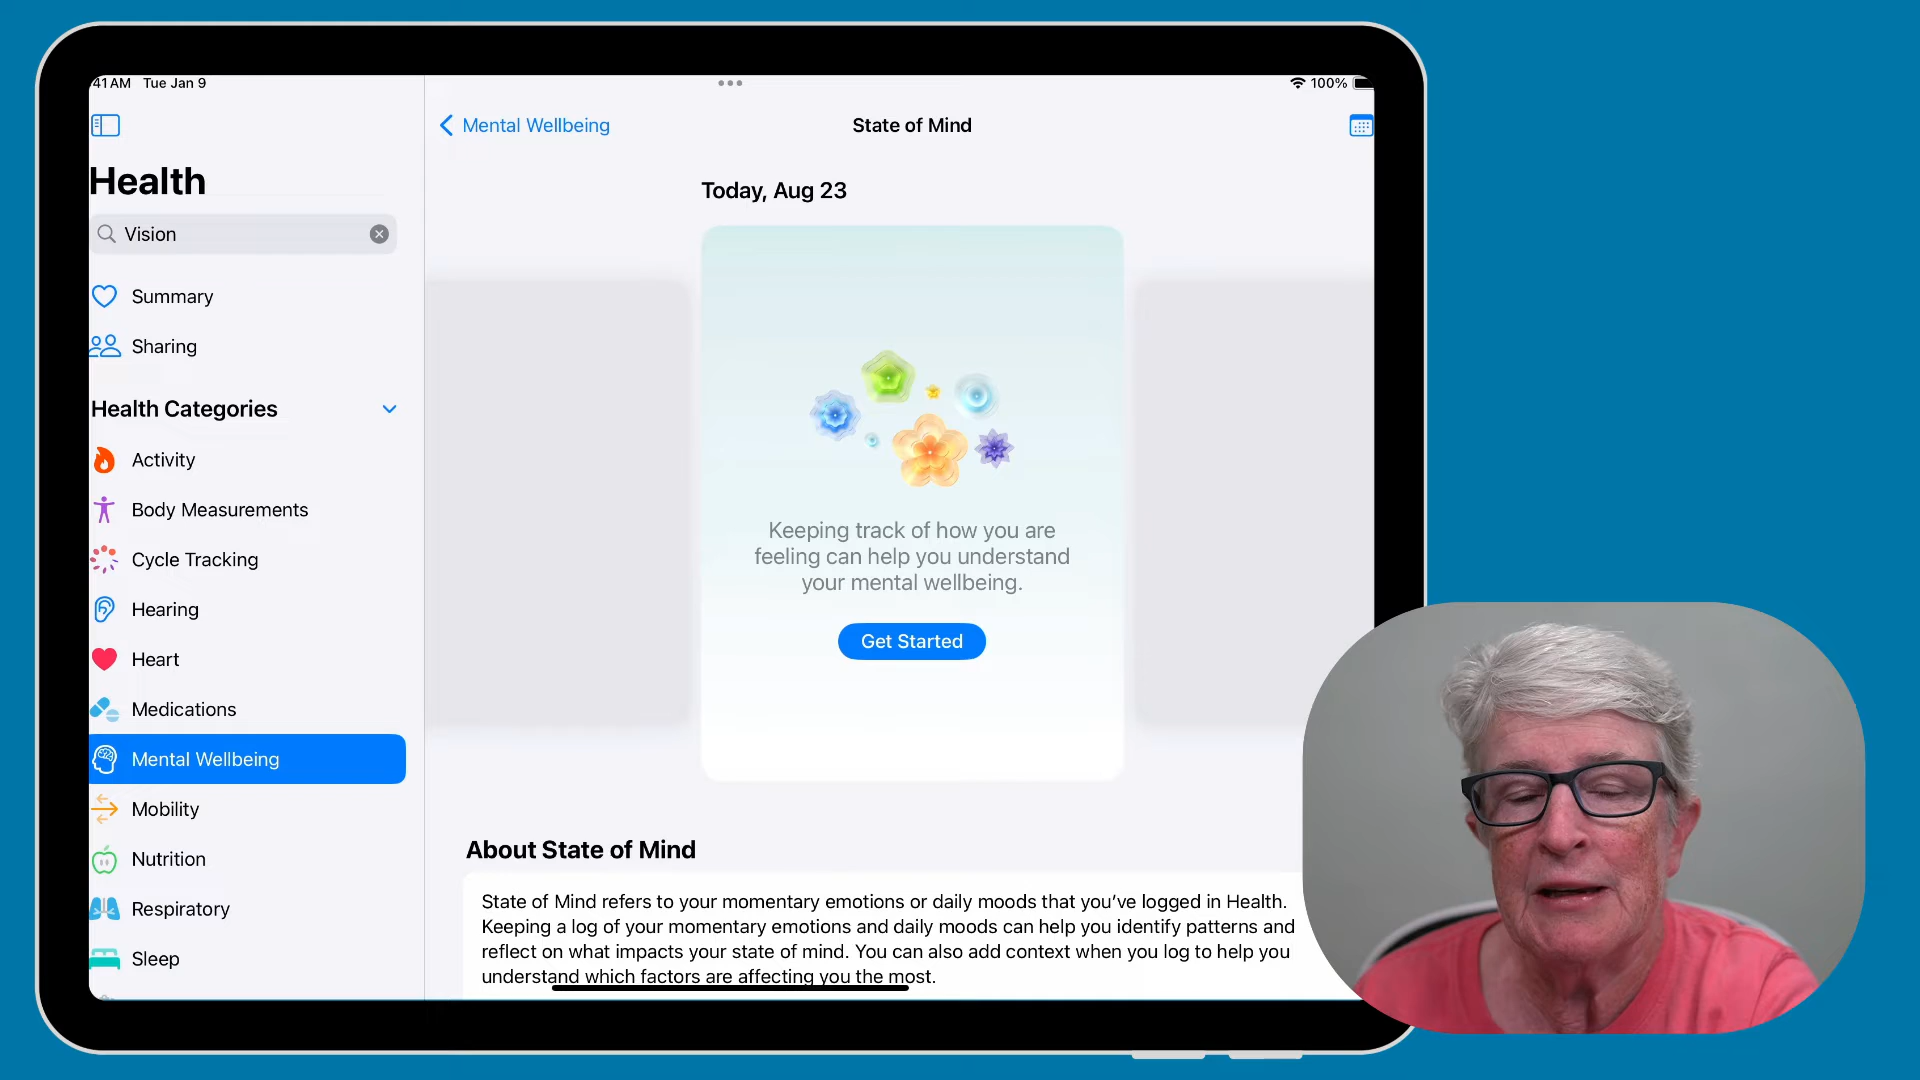 41 AM Tue Jan 9
100%
Mental Wellbeing
State of Mind
Health
Vision
Summary
Sharing
Health Categories
Activity
Body Measurements
Cycle Tracking
Hearing
Heart
Medications
Mental Wellbeing
Mobility
Nutrition
Respiratory
Sleep
Today, Aug 23
Keeping track of how you are
feeling can help you understand
your mental wellbeing.
Get Started
About State of Mind
State of Mind refers to your momentary emotions or daily moods that you’ve logged in Health.
Keeping a log of your momentary emotions and daily moods can help you identify patterns and
reflect on what impacts your state of mind. You can also add context when you log to help you
understand which factors are affecting you the most.